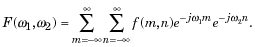 F(ω₁,ω₂) = ∑_{m=-∞}^{∞} ∑_{n=-∞}^{∞} f(m,n)e^{-jω₁m} e^{-jω₂n}.